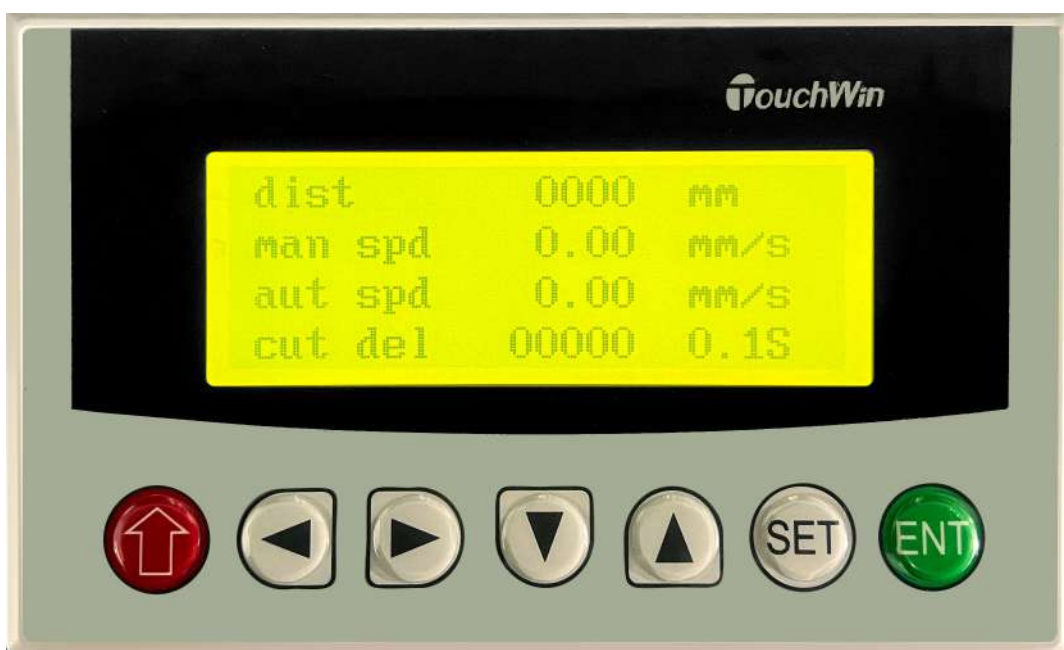 TouchWin
dist 0000 mm
man spd 0.00 mm/s
aut spd 0.00 mm/s
cut del 00000 0.1S
SET ENT